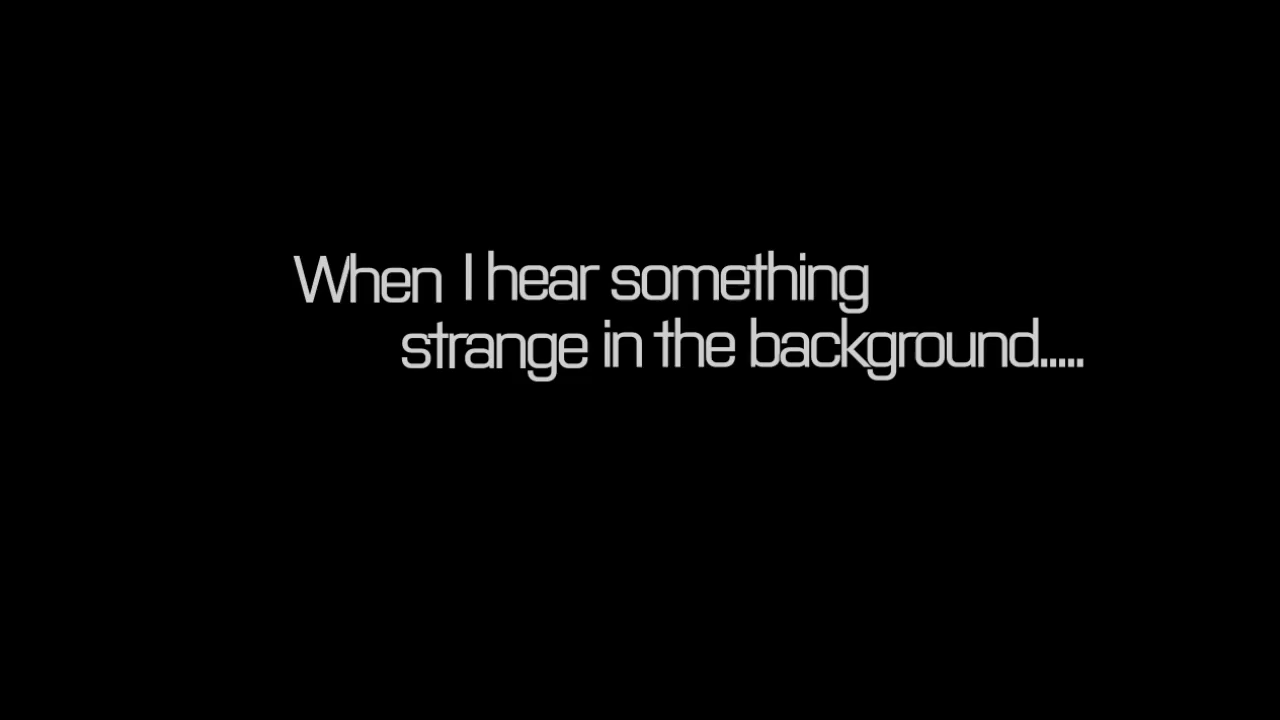 When I hear something
strange in the background.....